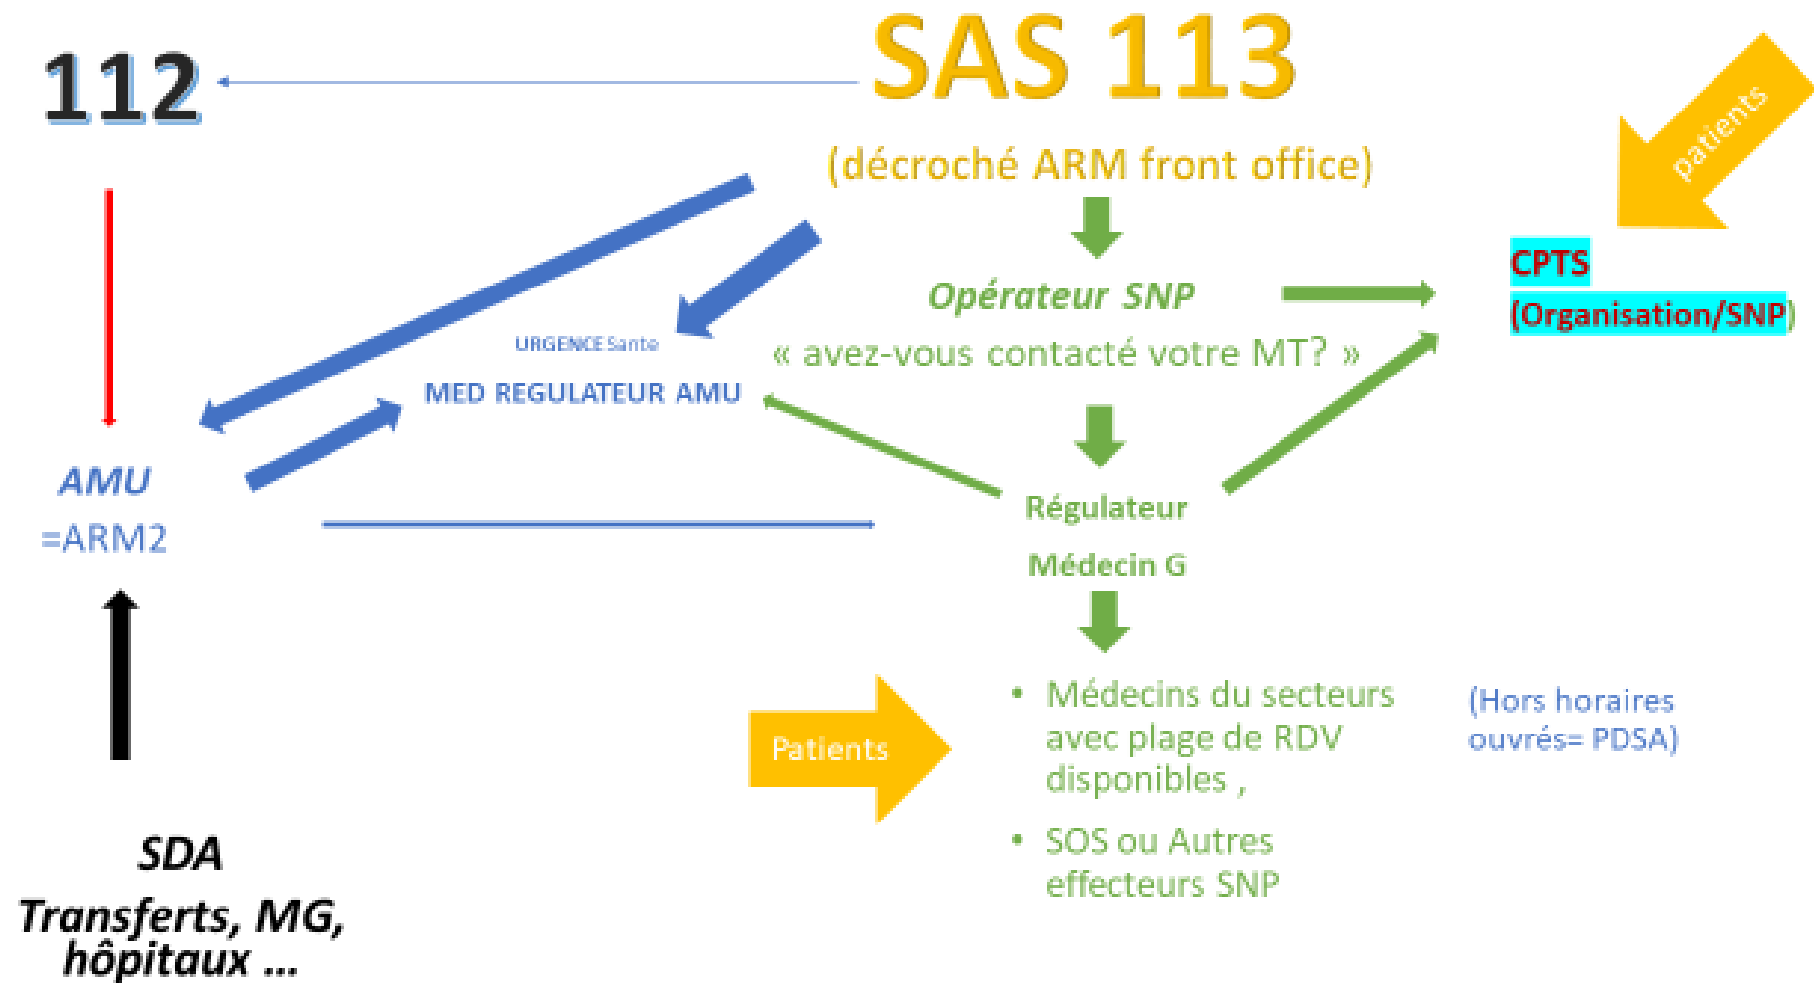 112
SAS 113
(décroché ARM front office)
patients
CPTS
(Organisation/SNP)
Opérateur SNP
« avez-vous contacté votre MT? »
URGENCE Sante
MED REGULATEUR AMU
AMU
=ARM2
Régulateur
Médecin G
Patients
• Médecins du secteurs
avec plage de RDV
disponibles ,
• SOS ou Autres
effecteurs SNP
(Hors horaires
ouvrés= PDSA)
SDA
Transferts, MG,
hôpitaux ...